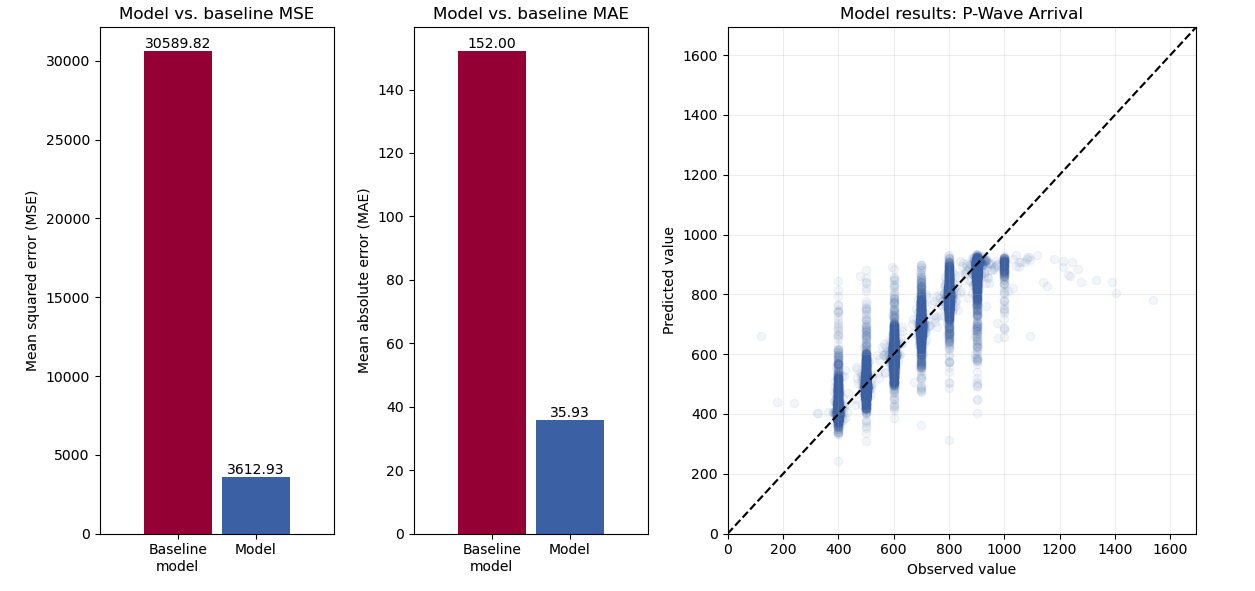 Model vs. baseline MSE
30589.82
3612.93
30000
25000
20000
15000
10000
5000
0
Mean squared error (MSE)
Baseline
model
Model
Model vs. baseline MAE
152.00
35.93
140
120
100
80
60
40
20
0
Mean absolute error (MAE)
Baseline
model
Model
Model results: P-Wave Arrival
1600
1400
1200
1000
800
600
400
200
0
Predicted value
0 200 400 600 800 1000 1200 1400 1600
Observed value